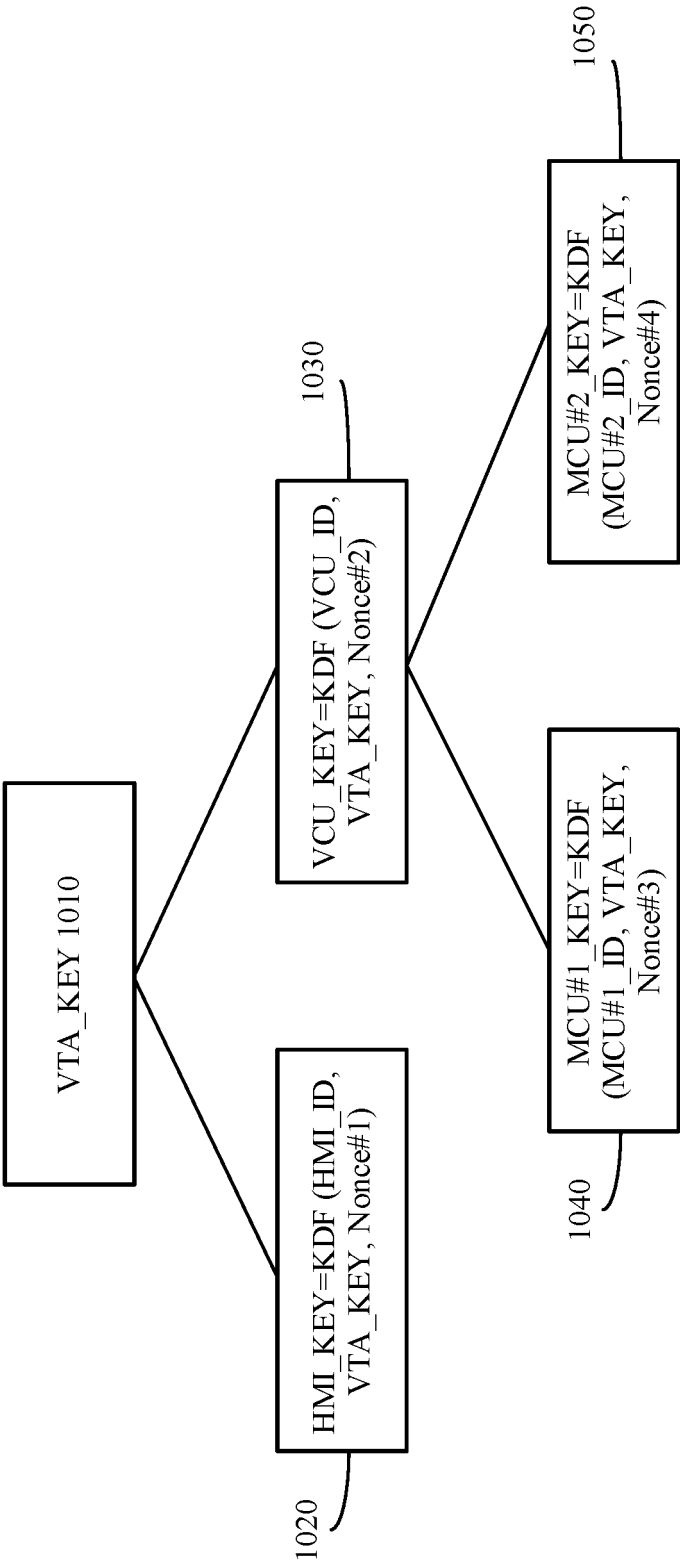 VTA_KEY 1010
HMI_KEY=KDF (HMI_ID,
VTA_KEY, Nonce#1)
1020
VCU_KEY=KDF (VCU_ID,
VTA_KEY, Nonce#2)
1030
MCU#1_KEY=KDF
(MCU#1_ID, VTA_KEY,
Nonce#3)
1040
MCU#2_KEY=KDF
(MCU#2_ID, VTA_KEY,
Nonce#4)
1050